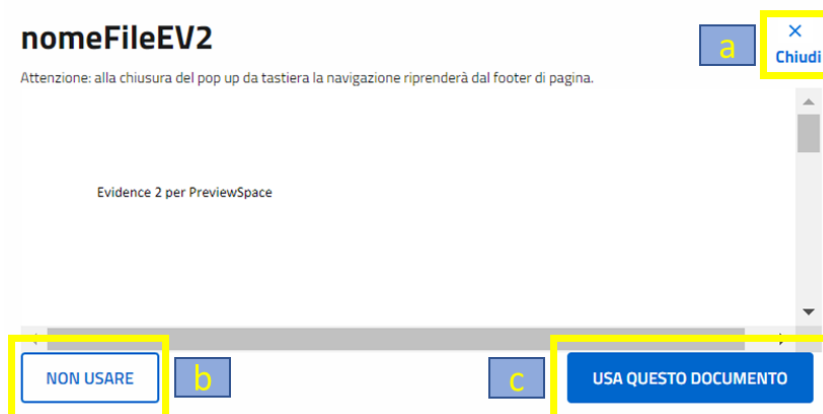 nomeFileEV2
a
×
Chiudi
Attenzione: alla chiusura del pop up da tastiera la navigazione riprenderà dal footer di pagina.
Evidence 2 per PreviewSpace
NON USARE
b
c
USA QUESTO DOCUMENTO